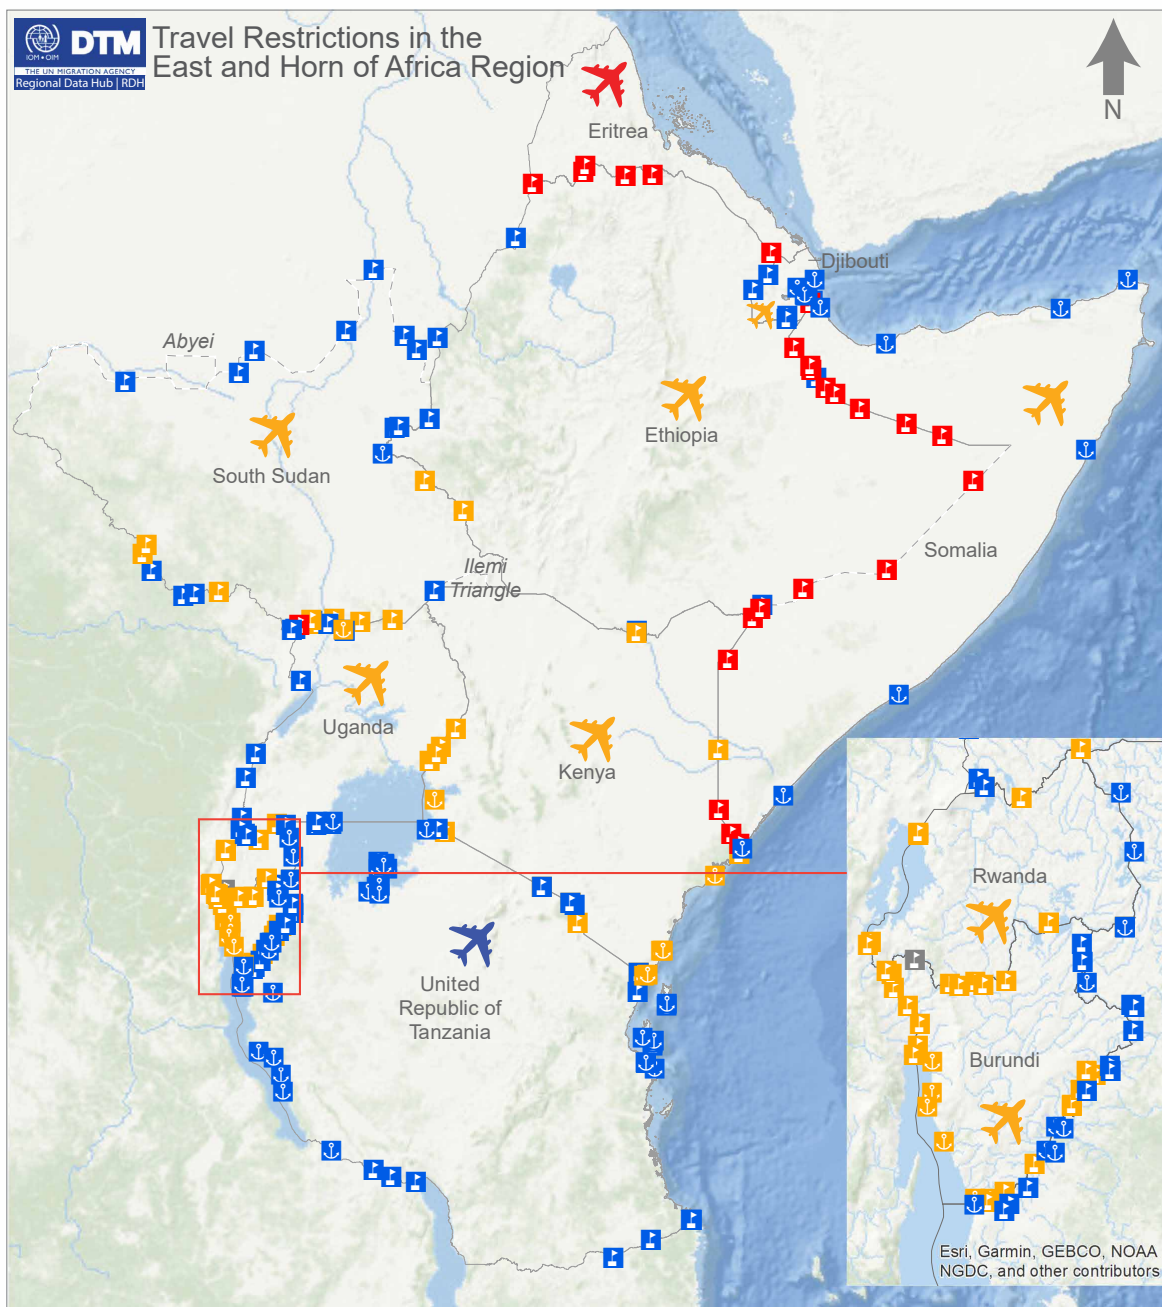 IOM • OIM
DTM
THE UN MIGRATION AGENCY
Regional Data Hub | RDH
Travel Restrictions in the
East and Horn of Africa Region
N
Eritrea
Djibouti
Abyei
Ethiopia
South Sudan
Somalia
Ilemi
Triangle
Uganda
Kenya
Rwanda
United
Republic of
Tanzania
Burundi
Esri, Garmin, GEBCO, NOAA
NGDC, and other contributors